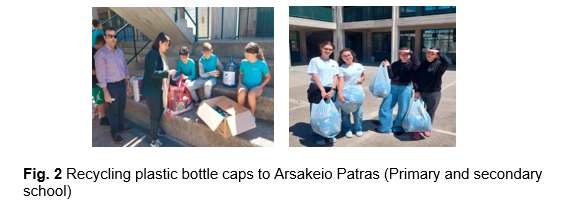 Fig. 2 Recycling plastic bottle caps to Arsakeio Patras (Primary and secondary
school)